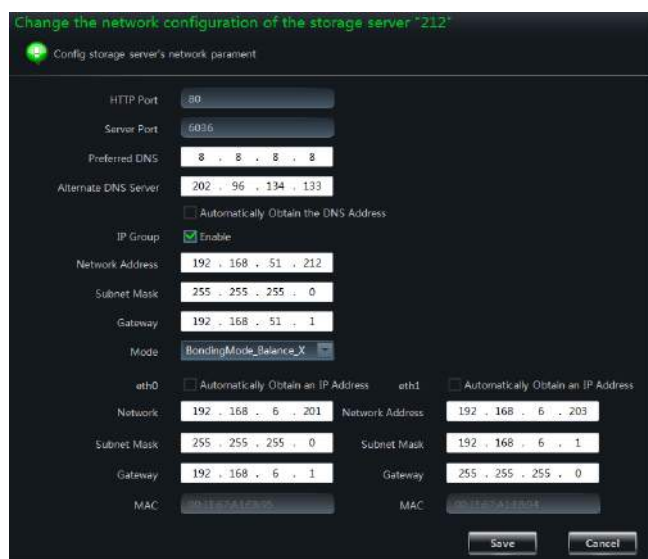 Change the network configuration of the storage server "212"
Config storage server's network parament
HTTP Port 80
Server Port 6036
Preferred DNS 8 . 8 . 8 . 8
Alternate DNS Server 202 . 96 . 134 . 133
Automatically Obtain the DNS Address
IP Group Enable
Network Address 192 . 168 . 51 . 212
Subnet Mask 255 . 255 . 255 . 0
Gateway 192 . 168 . 51 . 1
Mode BondingMode_Balance_X
eth0 Automatically Obtain an IP Address eth1 Automatically Obtain an IP Address
Network 192 . 168 . 6 . 201 Network Address 192 . 168 . 6 . 203
Subnet Mask 255 . 255 . 255 . 0 Subnet Mask 192 . 168 . 6 . 1
Gateway 192 . 168 . 6 . 1 Gateway 255 . 255 . 255 . 0
MAC MAC
Save Cancel